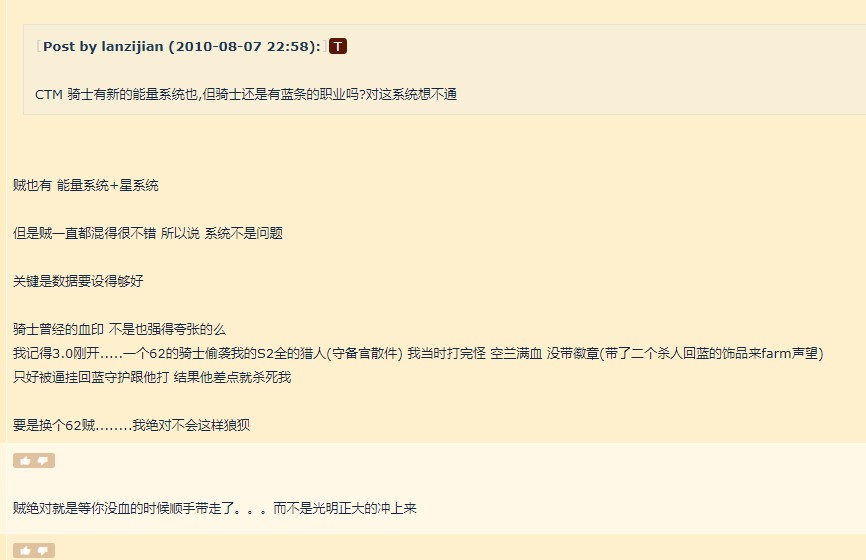 [Post by lanzijian (2010-08-07 22:58):] T
CTM 骑士有新的能量系统也,但骑士还是有蓝条的职业吗?对这系统想不通
贼也有 能量系统+星系统
但是贼一直都混得很不错 所以说 系统不是问题
关键是数据要设得够好
骑士曾经的血印 不是也强得夸张的么
我记得3.0刚开.....一个62的骑士偷袭我的S2全的猎人(守备官散件) 我当时打完怪 空兰满血 没带徽章(带了二个杀人回蓝的饰品来farm声望)
只好被逼挂回蓝守护跟他打 结果他差点就杀死我
要是换个62贼........我绝对不会这样狼狈
贼绝对就是等你没血的时候顺手带走了。。。而不是光明正大的冲上来